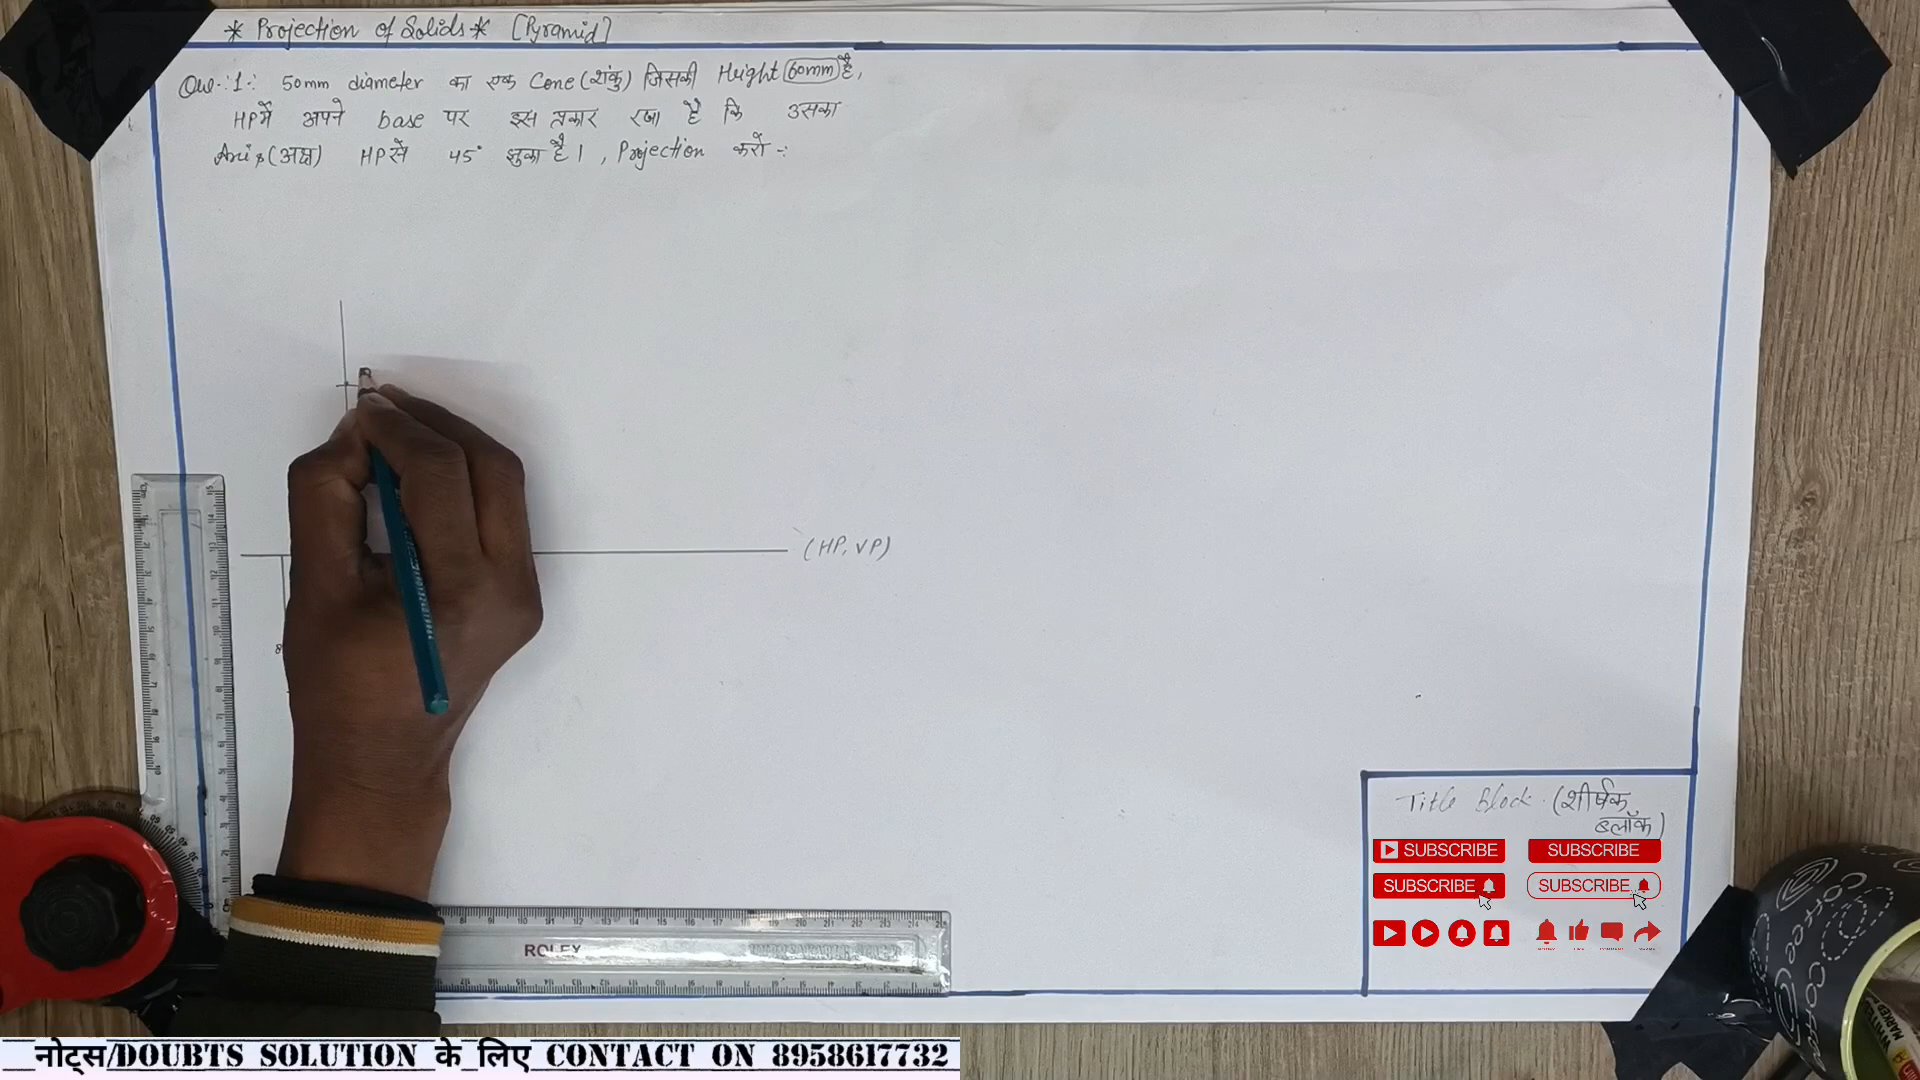 * Projection of Solids * [Pyramid]
Que.:1.: 50mm diameter का एक Cone (शंकु) जिसकी Height 60mm है,
HP में अपने base पर इस प्रकार रखा है कि उसका
Axis (अक्ष) HP से 45° झुका है। , Projection करो -:
(HP, VP)
8
Title Block. (शीर्षक
ब्लॉक)
SUBSCRIBE SUBSCRIBE
SUBSCRIBE SUBSCRIBE
ROLEX
COFFEE
नोट्स/DOUBTS SOLUTION के लिए CONTACT ON 8958617732